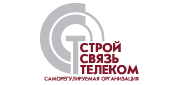 СТРОЙ
СВЯЗЬ
ТЕЛЕКОМ
САМОРЕГУЛИРУЕМАЯ ОРГАНИЗАЦИЯ